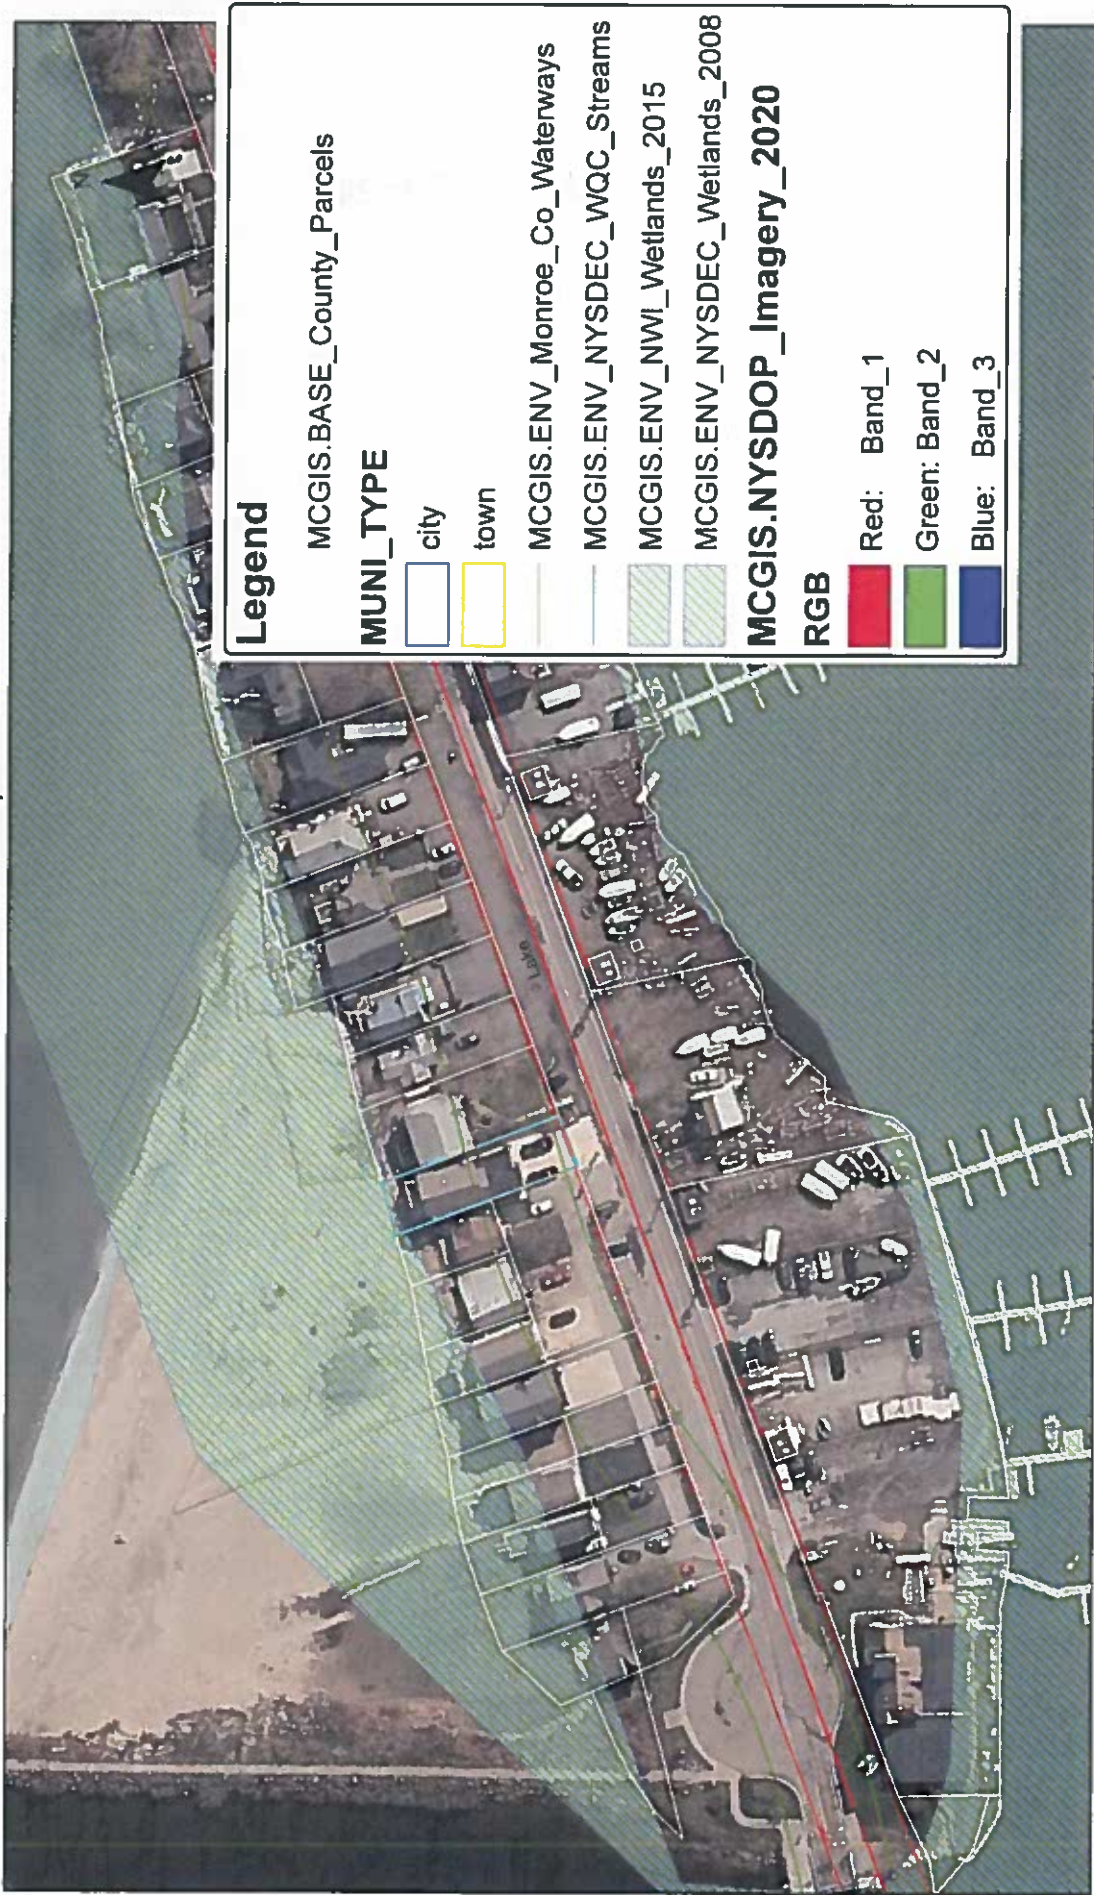 Legend
MCGIS.BASE_County_Parcels
MUNI_TYPE
city
town
MCGIS.ENV_Monroe_Co_Waterways
MCGIS.ENV_NYSDEC_WQC_Streams
MCGIS.ENV_NWI_Wetlands_2015
MCGIS.ENV_NYSDEC_Wetlands_2008
MCGIS.NYSDOP_Imagery_2020
RGB
Red: Band_1
Green: Band_2
Blue: Band_3
Lake